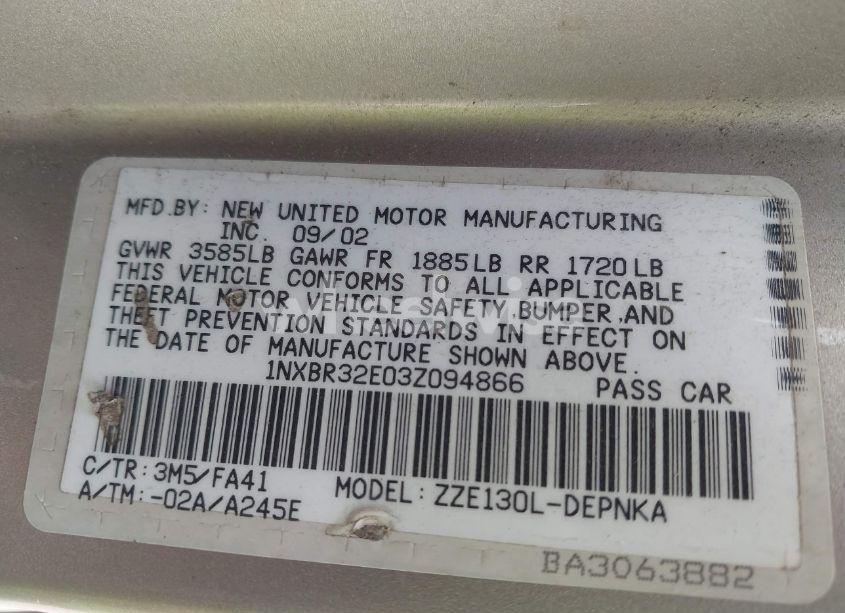 MFD.BY: NEW UNITED MOTOR MANUFACTURING
INC. 09/02
GVWR 3585LB GAWR FR 1885LB RR 1720LB
THIS VEHICLE CONFORMS TO ALL APPLICABLE
FEDERAL MOTOR VEHICLE SAFETY,BUMPER,AND
THEFT PREVENTION STANDARDS IN EFFECT ON
THE DATE OF MANUFACTURE SHOWN ABOVE.
1NXBR32E03Z094866 PASS CAR
C/TR: 3M5/FA41
A/TM:-02A/A245E MODEL: ZZE130L-DEPNKA
BA3063882